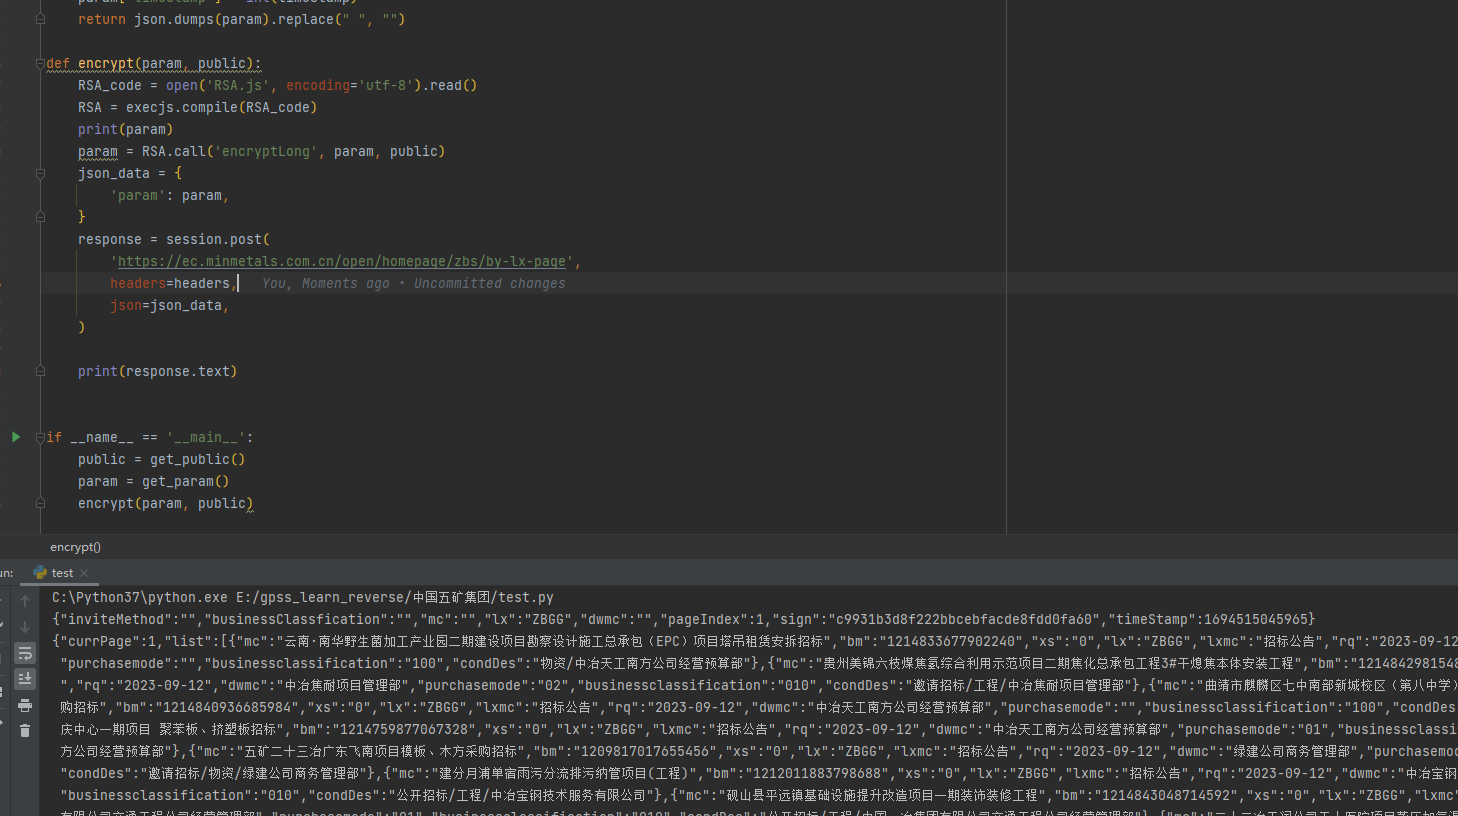 return json.dumps(param).replace(" ", "")
def encrypt(param, public):
RSA_code = open('RSA.js', encoding='utf-8').read()
RSA = execjs.compile(RSA_code)
print(param)
param = RSA.call('encryptLong', param, public)
json_data = {
'param': param,
}
response = session.post(
'https://ec.minmetals.com.cn/open/homepage/zbs/by-lx-page',
headers=headers, You, Moments ago • Uncommitted changes
json=json_data,
)
print(response.text)
if __name__ == '__main__':
public = get_public()
param = get_param()
encrypt(param, public)
encrypt()
un: test
C:\Python37\python.exe E:/gpss_learn_reverse/中国五矿集团/test.py
{"inviteMethod":"","businessClassfication":"","mc":"","lx":"ZBGG","dwmc":"","pageIndex":1,"sign":"c9931b3d8f222bbcebfacde8fdd0fa60","timeStamp":1694515045965}
{"currPage":1,"list":[{"mc":"云南·南华野生菌加工产业园二期建设项目勘察设计施工总承包（EPC）项目塔吊租赁安拆招标","bm":"1214833677902240","xs":"0","lx":"ZBGG","lxmc":"招标公告","rq":"2023-09-12
"purchasemode":"","businessclassification":"100","condDes":"物资/中冶天工南方公司经营预算部"},{"mc":"贵州美锦六枝煤焦氢综合利用示范项目二期焦化总承包工程3#干熄焦本体安装工程","bm":"1214842981548
","rq":"2023-09-12","dwmc":"中冶焦耐项目管理部","purchasemode":"02","businessclassification":"010","condDes":"邀请招标/工程/中冶焦耐项目管理部"},{"mc":"曲靖市麒麟区七中南部新城校区（第八中学）
购招标","bm":"1214840936685984","xs":"0","lx":"ZBGG","lxmc":"招标公告","rq":"2023-09-12","dwmc":"中冶天工南方公司经营预算部","purchasemode":"","businessclassification":"100","condDes
庆中心一期项目 聚苯板、挤塑板招标","bm":"1214759877067328","xs":"0","lx":"ZBGG","lxmc":"招标公告","rq":"2023-09-12","dwmc":"中冶天工南方公司经营预算部","purchasemode":"01","businessclassi
方公司经营预算部"},{"mc":"五矿二十三冶广东飞南项目模板、木方采购招标","bm":"1209817017655456","xs":"0","lx":"ZBGG","lxmc":"招标公告","rq":"2023-09-12","dwmc":"绿建公司商务管理部","purchasemo
"condDes":"邀请招标/物资/绿建公司商务管理部"},{"mc":"建分月浦单宿雨污分流排污纳管项目(工程)","bm":"1212011883798688","xs":"0","lx":"ZBGG","lxmc":"招标公告","rq":"2023-09-12","dwmc":"中冶宝钢
"businessclassification":"010","condDes":"公开招标/工程/中冶宝钢技术服务有限公司"},{"mc":"砚山县平远镇基础设施提升改造项目一期装饰装修工程","bm":"1214843048714592","xs":"0","lx":"ZBGG","lxmc